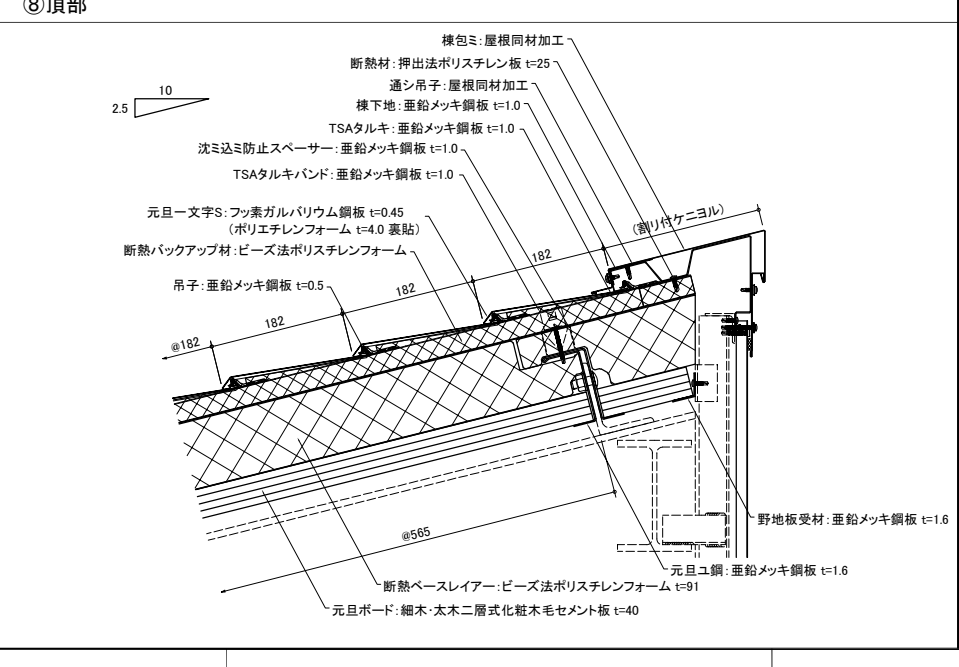 ⑧頂部
棟包ミ:屋根同材加工
断熱材:押出法ポリスチレン板 t=25
通シ吊子:屋根同材加工
棟下地:亜鉛メッキ鋼板 t=1.0
TSAタルキ:亜鉛メッキ鋼板 t=1.0
沈ミ込ミ防止スペーサー:亜鉛メッキ鋼板 t=1.0
TSAタルキバンド:亜鉛メッキ鋼板 t=1.0
元旦一文字S:フッ素ガルバリウム鋼板 t=0.45
(ポリエチレンフォーム t=4.0 裏貼)
断熱バックアップ材:ビーズ法ポリスチレンフォーム
吊子:亜鉛メッキ鋼板 t=0.5
10
2.5
(割り付ケニヨル)
182
182
182
@182
@565
野地板受材:亜鉛メッキ鋼板 t=1.6
元旦ユ鋼:亜鉛メッキ鋼板 t=1.6
断熱ベースレイアー:ビーズ法ポリスチレンフォーム t=91
元旦ボード:細木・太木二層式化粧木毛セメント板 t=40